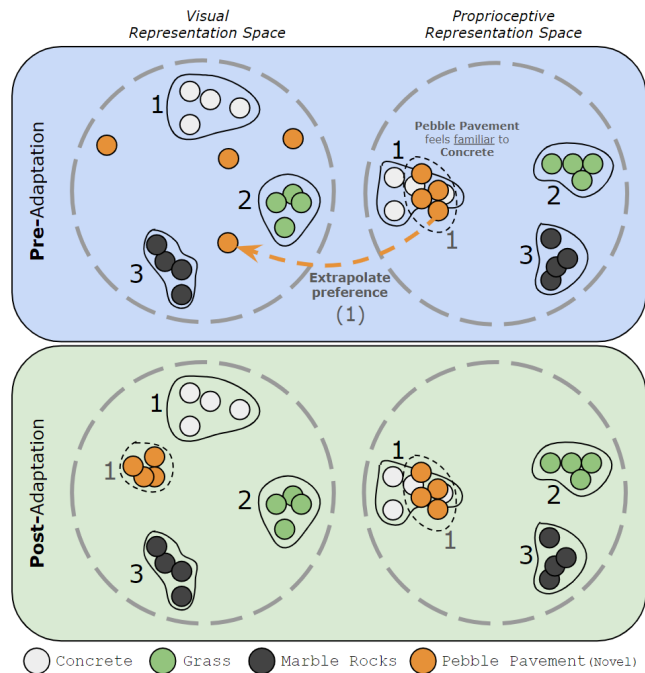 Visual
Representation Space
Proprioceptive
Representation Space
Pre-Adaptation
1
2
3
Pebble Pavement
feels familiar to
Concrete
1
1
2
3
Extrapolate
preference
(1)
Post-Adaptation
1
1
2
3
1
1
2
3
Concrete
Grass
Marble Rocks
Pebble Pavement(Novel)